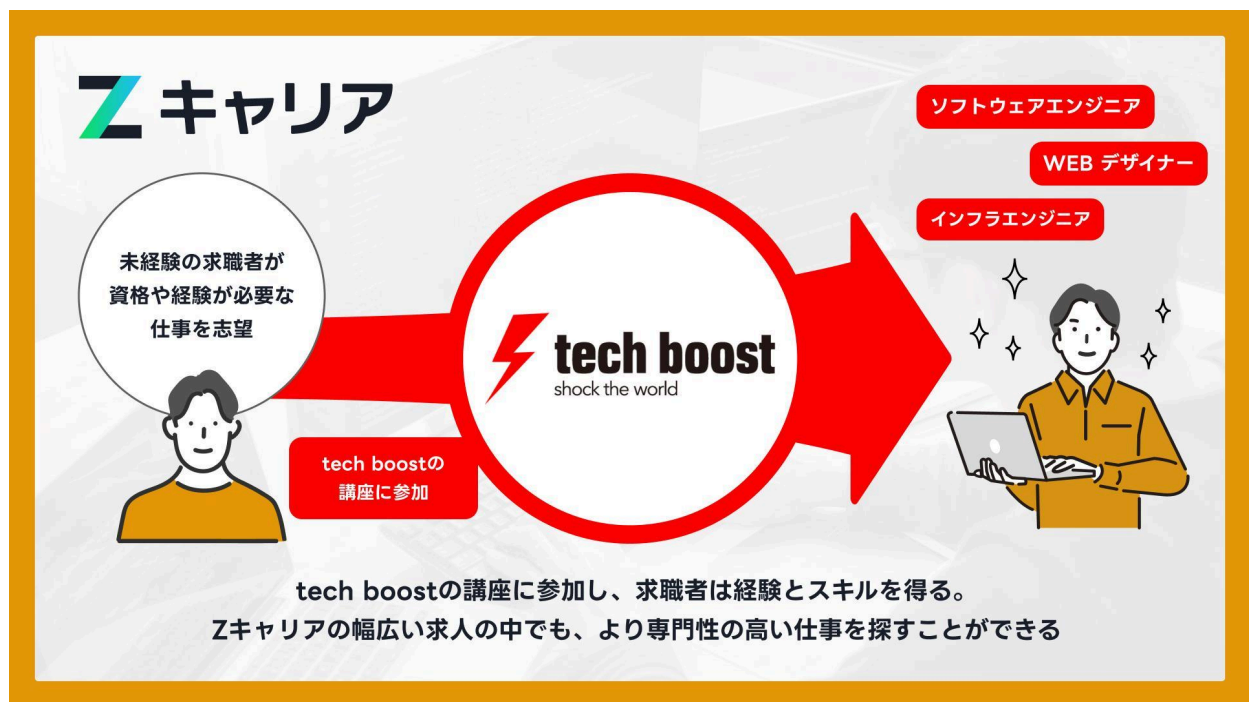 Zキャリア
未経験の求職者が
資格や経験が必要な
仕事を志望
tech boostの
講座に参加
tech boost
shock the world
ソフトウェアエンジニア
WEB デザイナー
インフラエンジニア
tech boostの講座に参加し、求職者は経験とスキルを得る。
Zキャリアの幅広い求人の中でも、より専門性の高い仕事を探すことができる